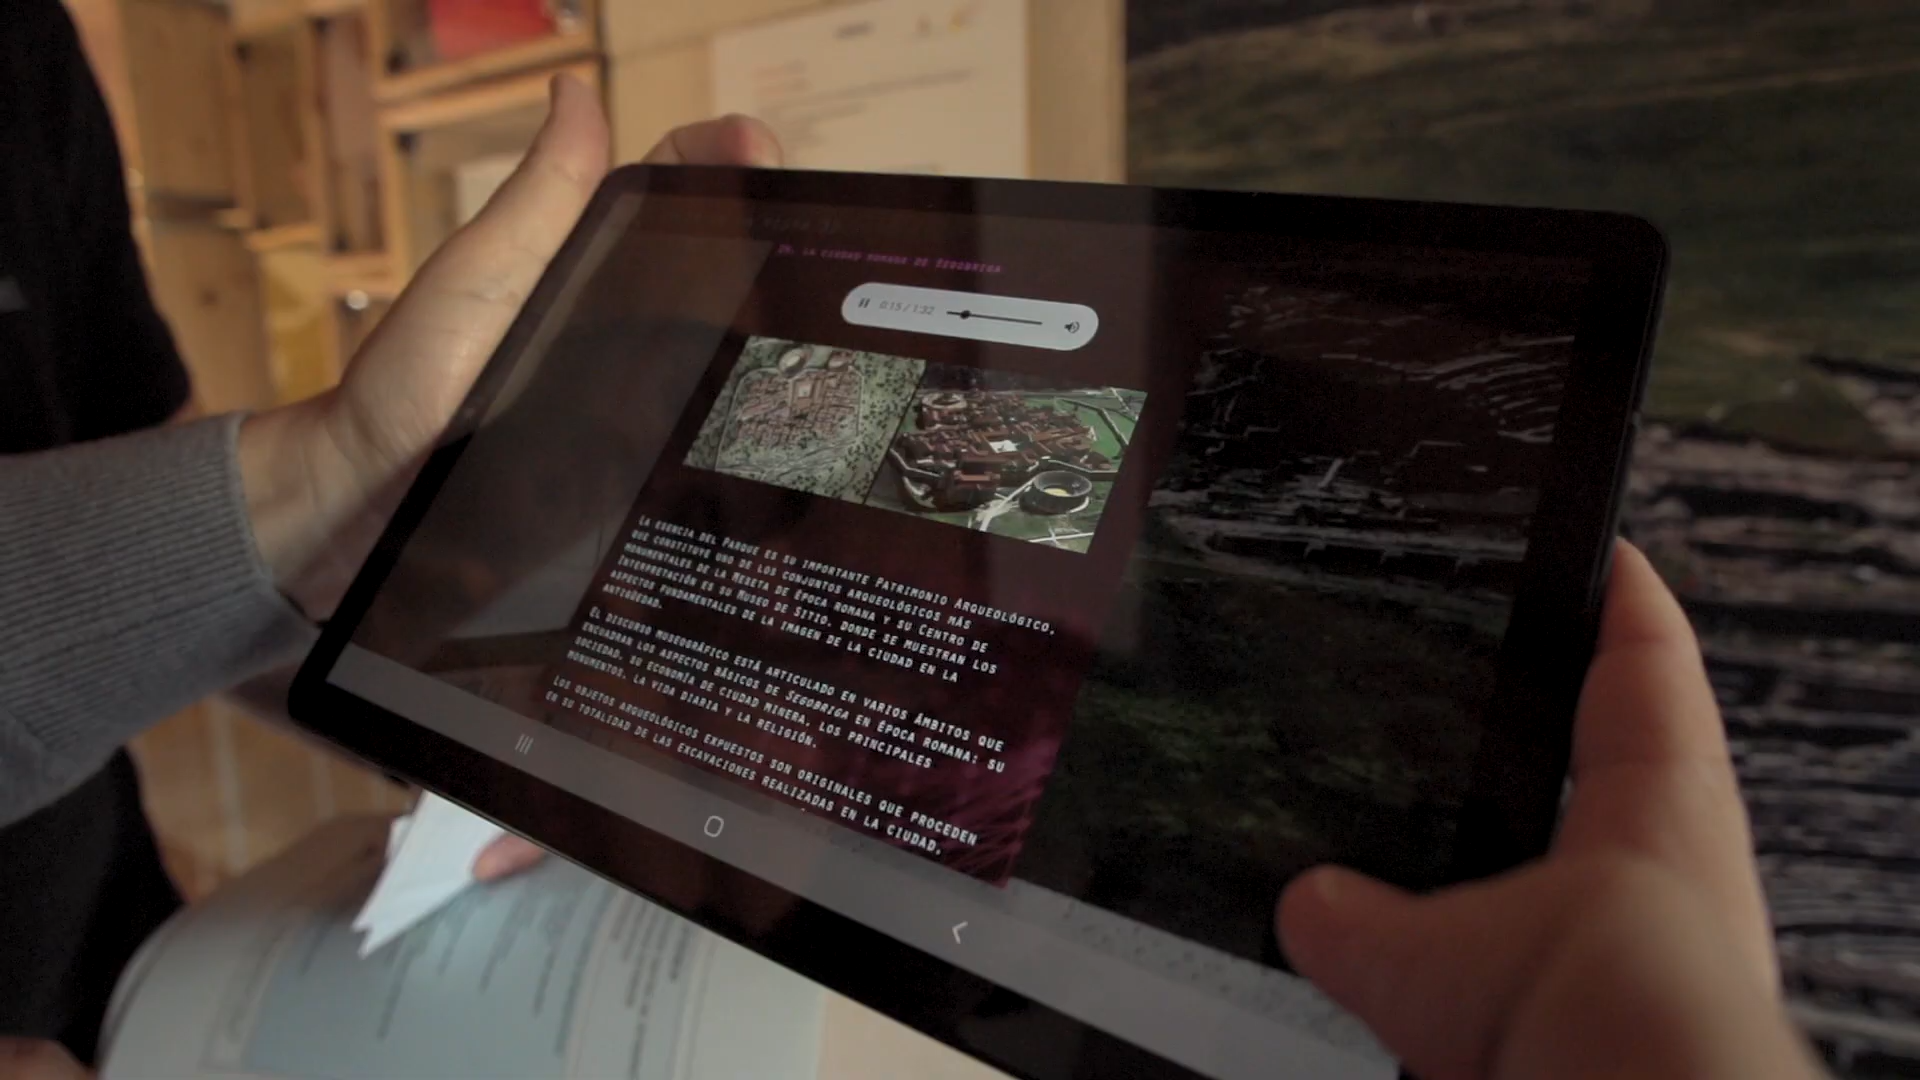 2a. La ciudad romana de Segobriga
0:15 / 1:32
La esencia del Parque es su importante Patrimonio Arqueológico,
que constituye uno de los conjuntos arqueológicos más
monumentales de la Meseta de época romana y su Centro de
Interpretación es su Museo de Sitio, donde se muestran los
aspectos fundamentales de la imagen de la ciudad en la
antigüedad.
El discurso museográfico está articulado en varios ámbitos que
encuadran los aspectos básicos de Segobriga en época romana: su
sociedad, su economía de ciudad minera, los principales
monumentos, la vida diaria y la religión.
Los objetos arqueológicos expuestos son originales que proceden
en su totalidad de las excavaciones realizadas en la ciudad.